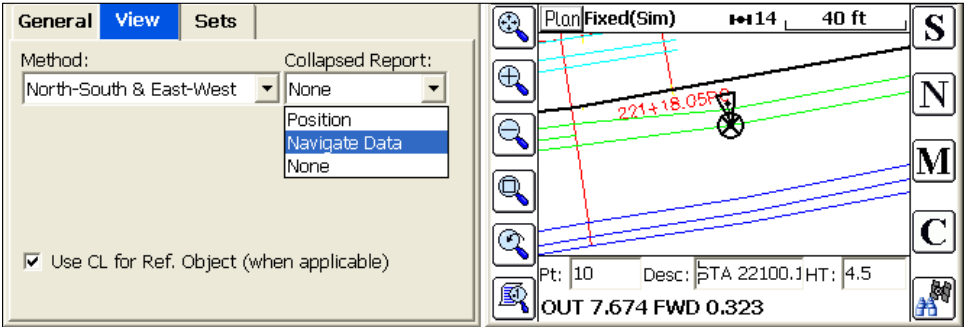 General View Sets
Method: Collapsed Report:
North-South & East-West None
Position
Navigate Data
None
Use CL for Ref. Object (when applicable)
Plan Fixed(Sim) 14 40 ft
S
N
M
C
221+18.05
Pt: 10 Desc: STA 22100.1 HT: 4.5
OUT 7.674 FWD 0.323